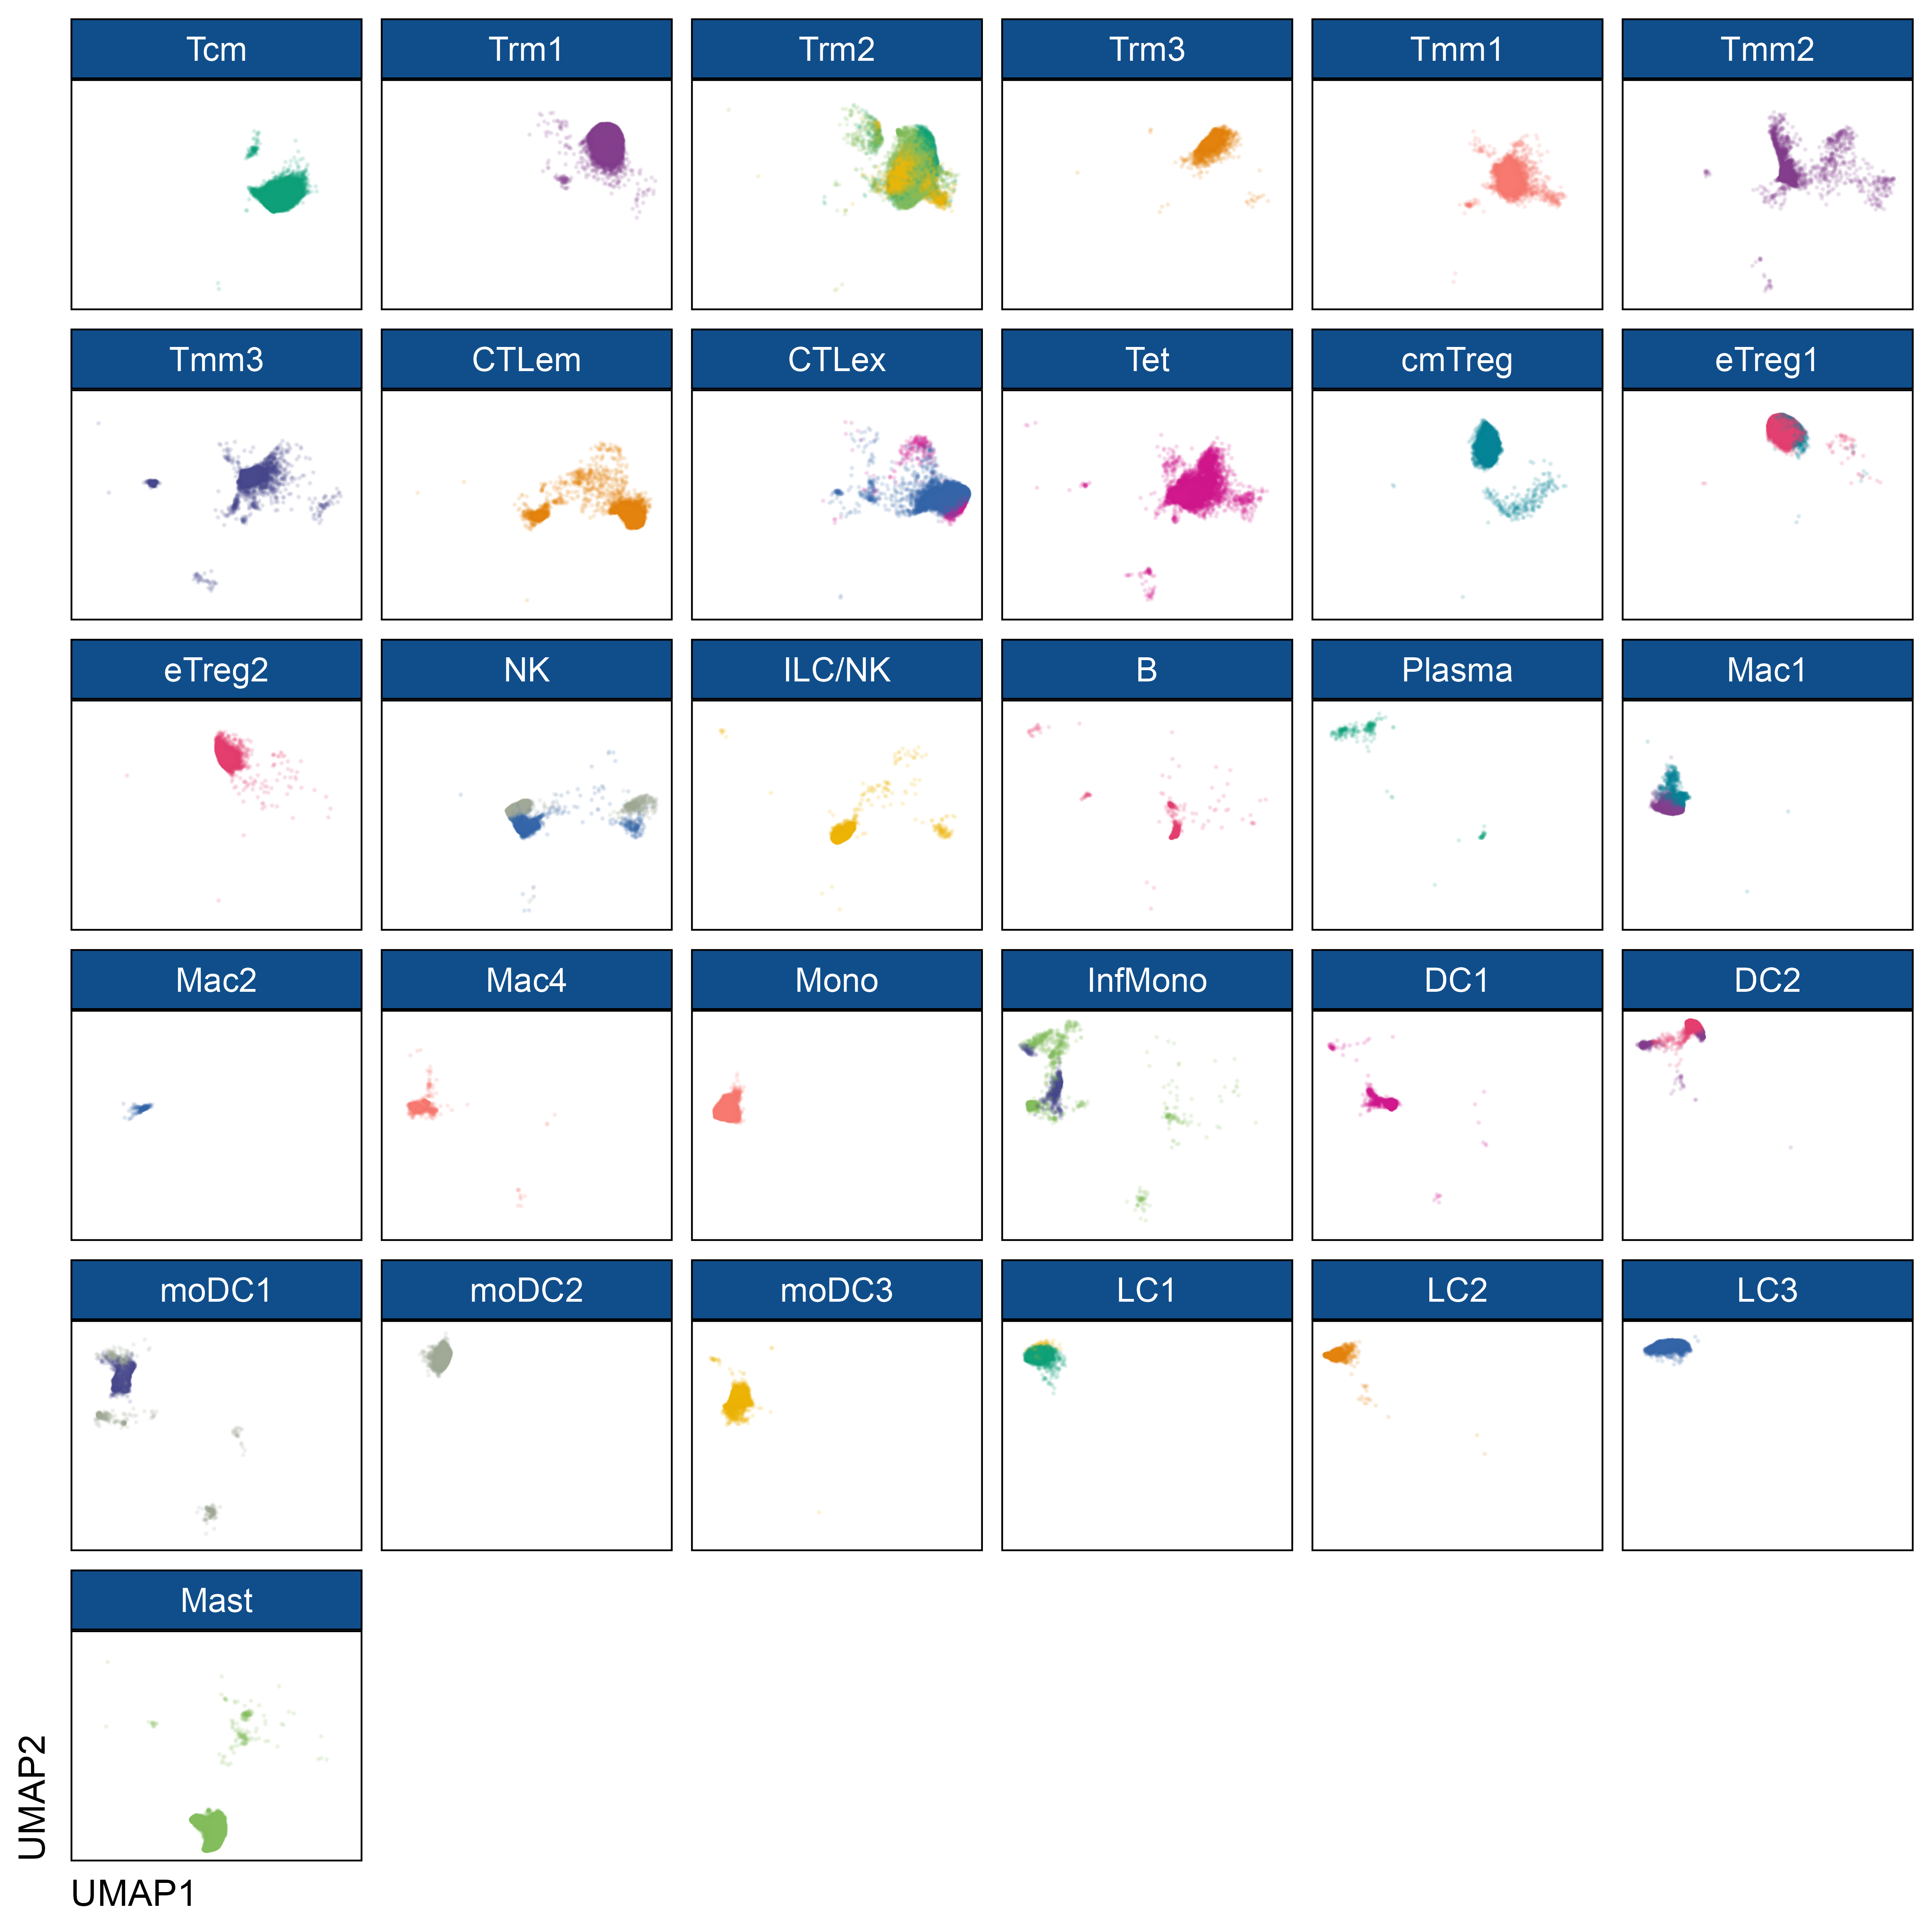 Tcm Trm1 Trm2 Trm3 Tmm1 Tmm2
Tmm3 CTLem CTLex Tet cmTreg eTreg1
eTreg2 NK ILC/NK B Plasma Mac1
Mac2 Mac4 Mono InfMono DC1 DC2
moDC1 moDC2 moDC3 LC1 LC2 LC3
Mast
UMAP2
UMAP1